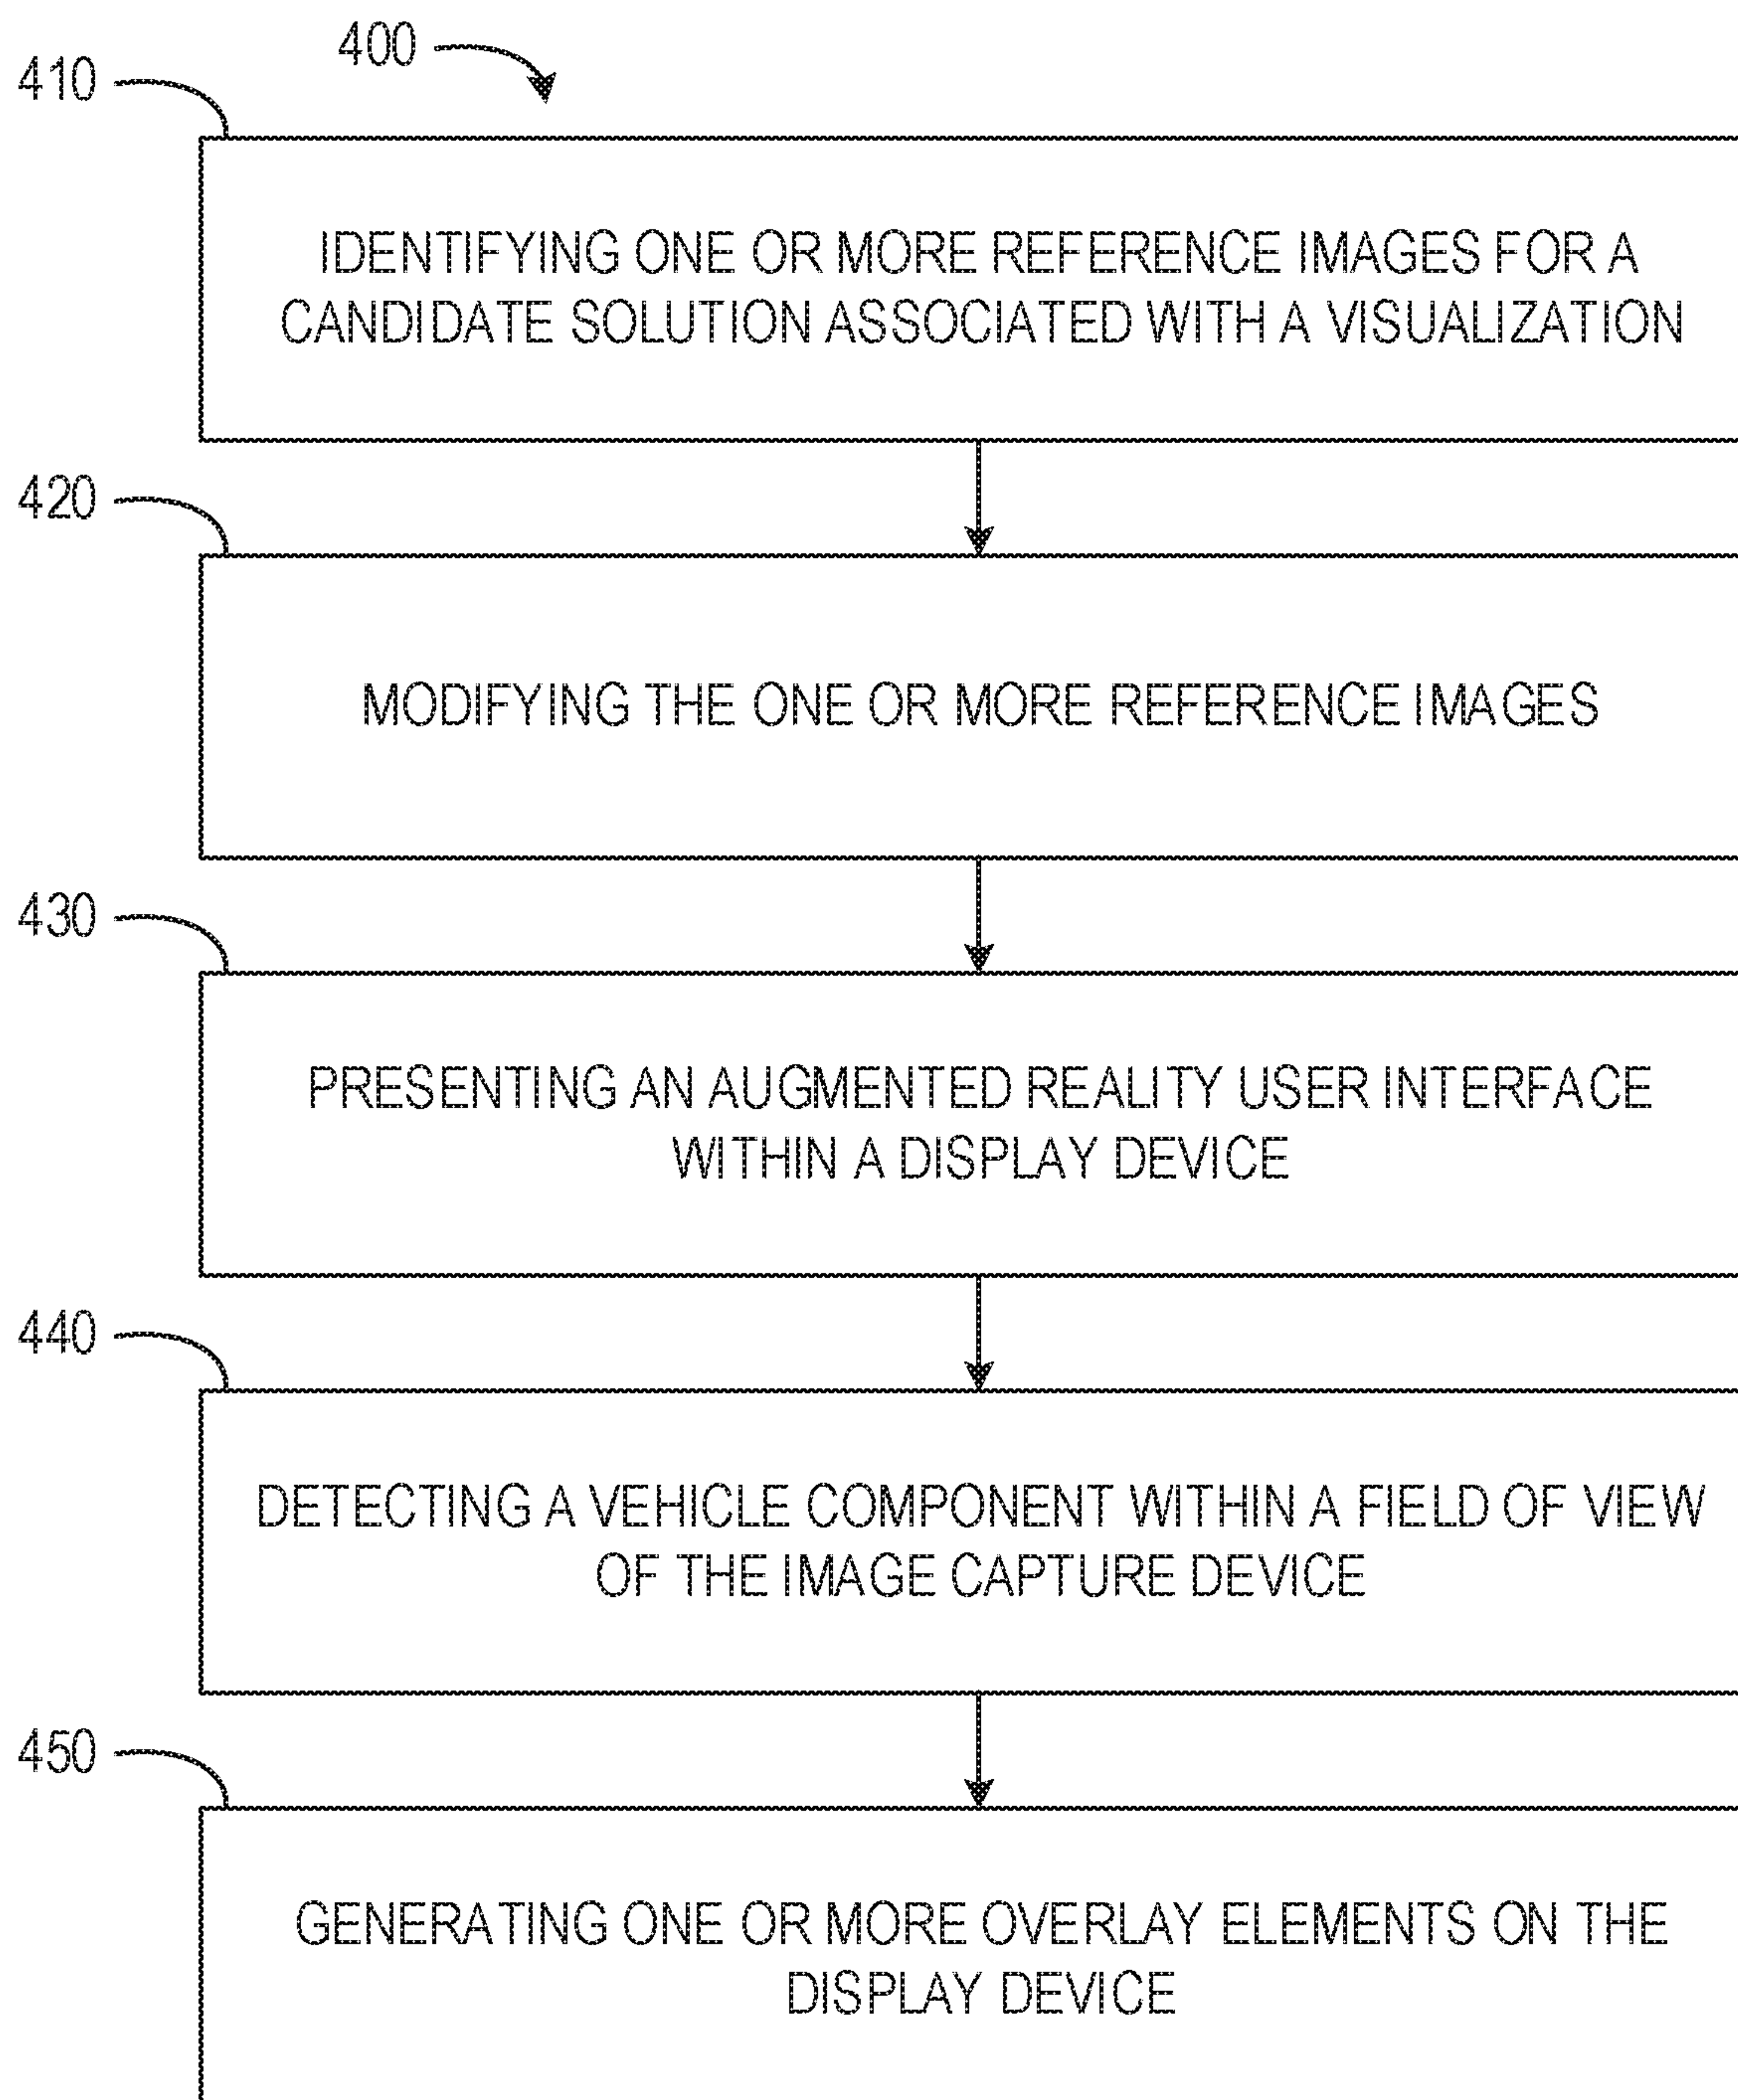 400
410
IDENTIFYING ONE OR MORE REFERENCE IMAGES FOR A
CANDIDATE SOLUTION ASSOCIATED WITH A VISUALIZATION
420
MODIFYING THE ONE OR MORE REFERENCE IMAGES
430
PRESENTING AN AUGMENTED REALITY USER INTERFACE
WITHIN A DISPLAY DEVICE
440
DETECTING A VEHICLE COMPONENT WITHIN A FIELD OF VIEW
OF THE IMAGE CAPTURE DEVICE
450
GENERATING ONE OR MORE OVERLAY ELEMENTS ON THE
DISPLAY DEVICE